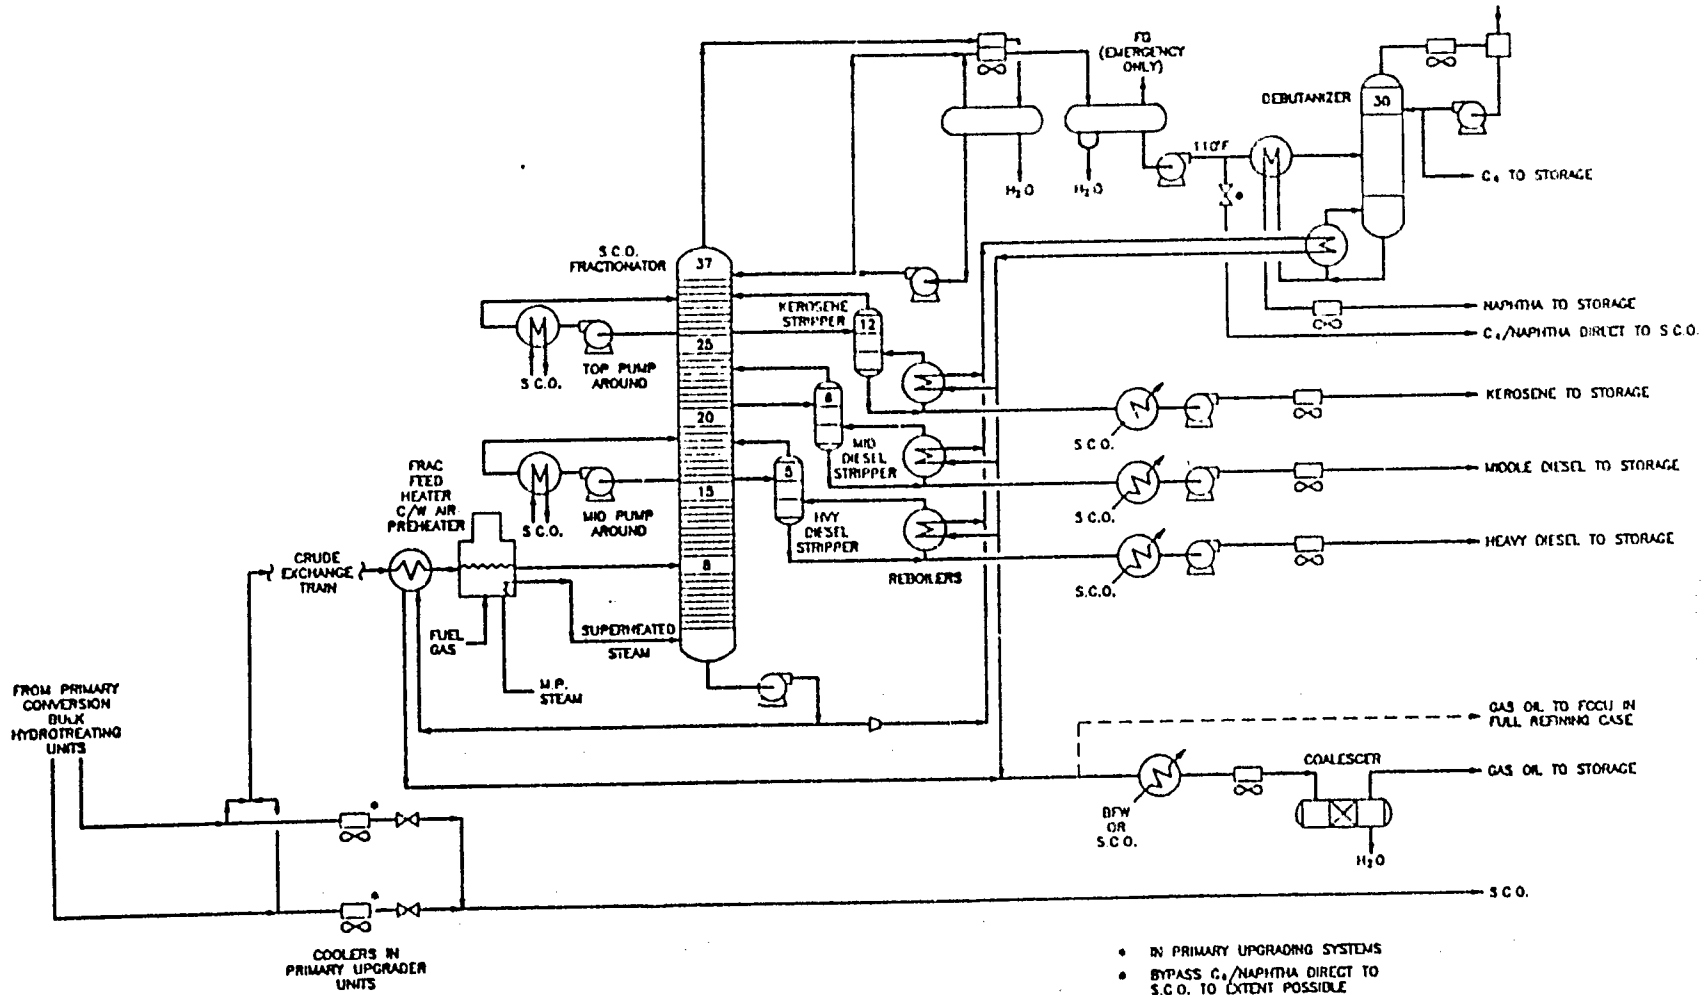 FG
(EMERGENCY
ONLY)
DEBUTANIZER
30
110°F
H₂O
H₂O
C₄ TO STORAGE
S.C.O.
FRACTIONATOR
37
KEROSENE
STRIPPER
12
NAPHTHA TO STORAGE
C₄/NAPHTHA DIRECT TO S.C.O.
25
S.C.O.
TOP PUMP
AROUND
6
KEROSENE TO STORAGE
20
S.C.O.
MID
DIESEL
STRIPPER
FRAC
FEED
HEATER
C/W AIR
PREHEATER
5
MIDDLE DIESEL TO STORAGE
15
S.C.O.
MID PUMP
AROUND
S.C.O.
HVY
DIESEL
STRIPPER
HEAVY DIESEL TO STORAGE
CRUDE
EXCHANGE
TRAIN
8
REBOILERS
S.C.O.
FUEL
GAS
SUPERHEATED
STEAM
M.P.
STEAM
FROM PRIMARY
CONVERSION
BULK
HYDROTREATING
UNITS
GAS OIL TO FCCU IN
FULL REFINING CASE
COALESCER
GAS OIL TO STORAGE
BFW
OR
S.C.O.
H₂O
S.C.O.
COOLERS IN
PRIMARY UPGRADER
UNITS
* IN PRIMARY UPGRADING SYSTEMS
• BYPASS C₄/NAPHTHA DIRECT TO
S.C.O. TO EXTENT POSSIBLE